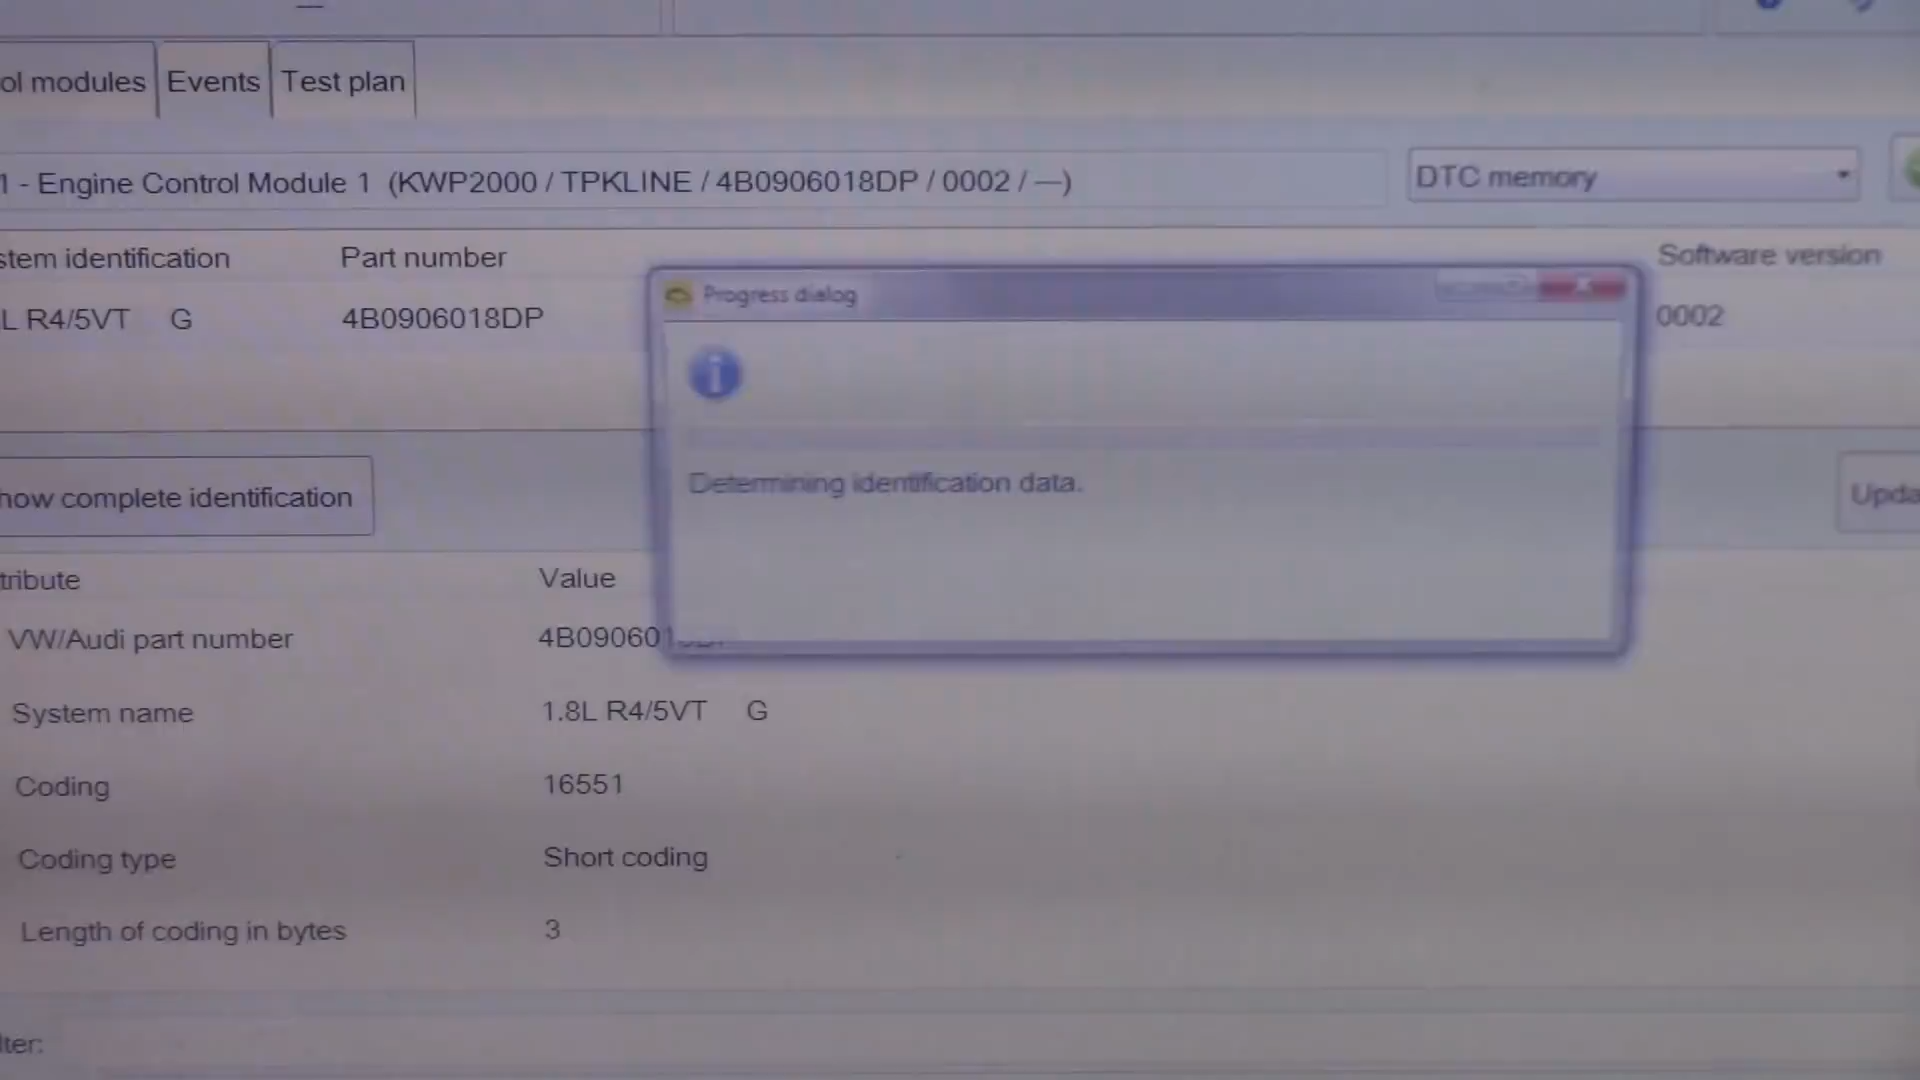 ol modules Events Test plan
1 - Engine Control Module 1 (KWP2000 / TPKLINE / 4B0906018DP / 0002 / ---) DTC memory
stem identification Part number Software version
L R4/5VT G 4B0906018DP 0002
Progress dialog
Determining identification data.
how complete identification Upda
tribute Value
VW/Audi part number 4B090601
System name 1.8L R4/5VT G
Coding 16551
Coding type Short coding
Length of coding in bytes 3
lter: